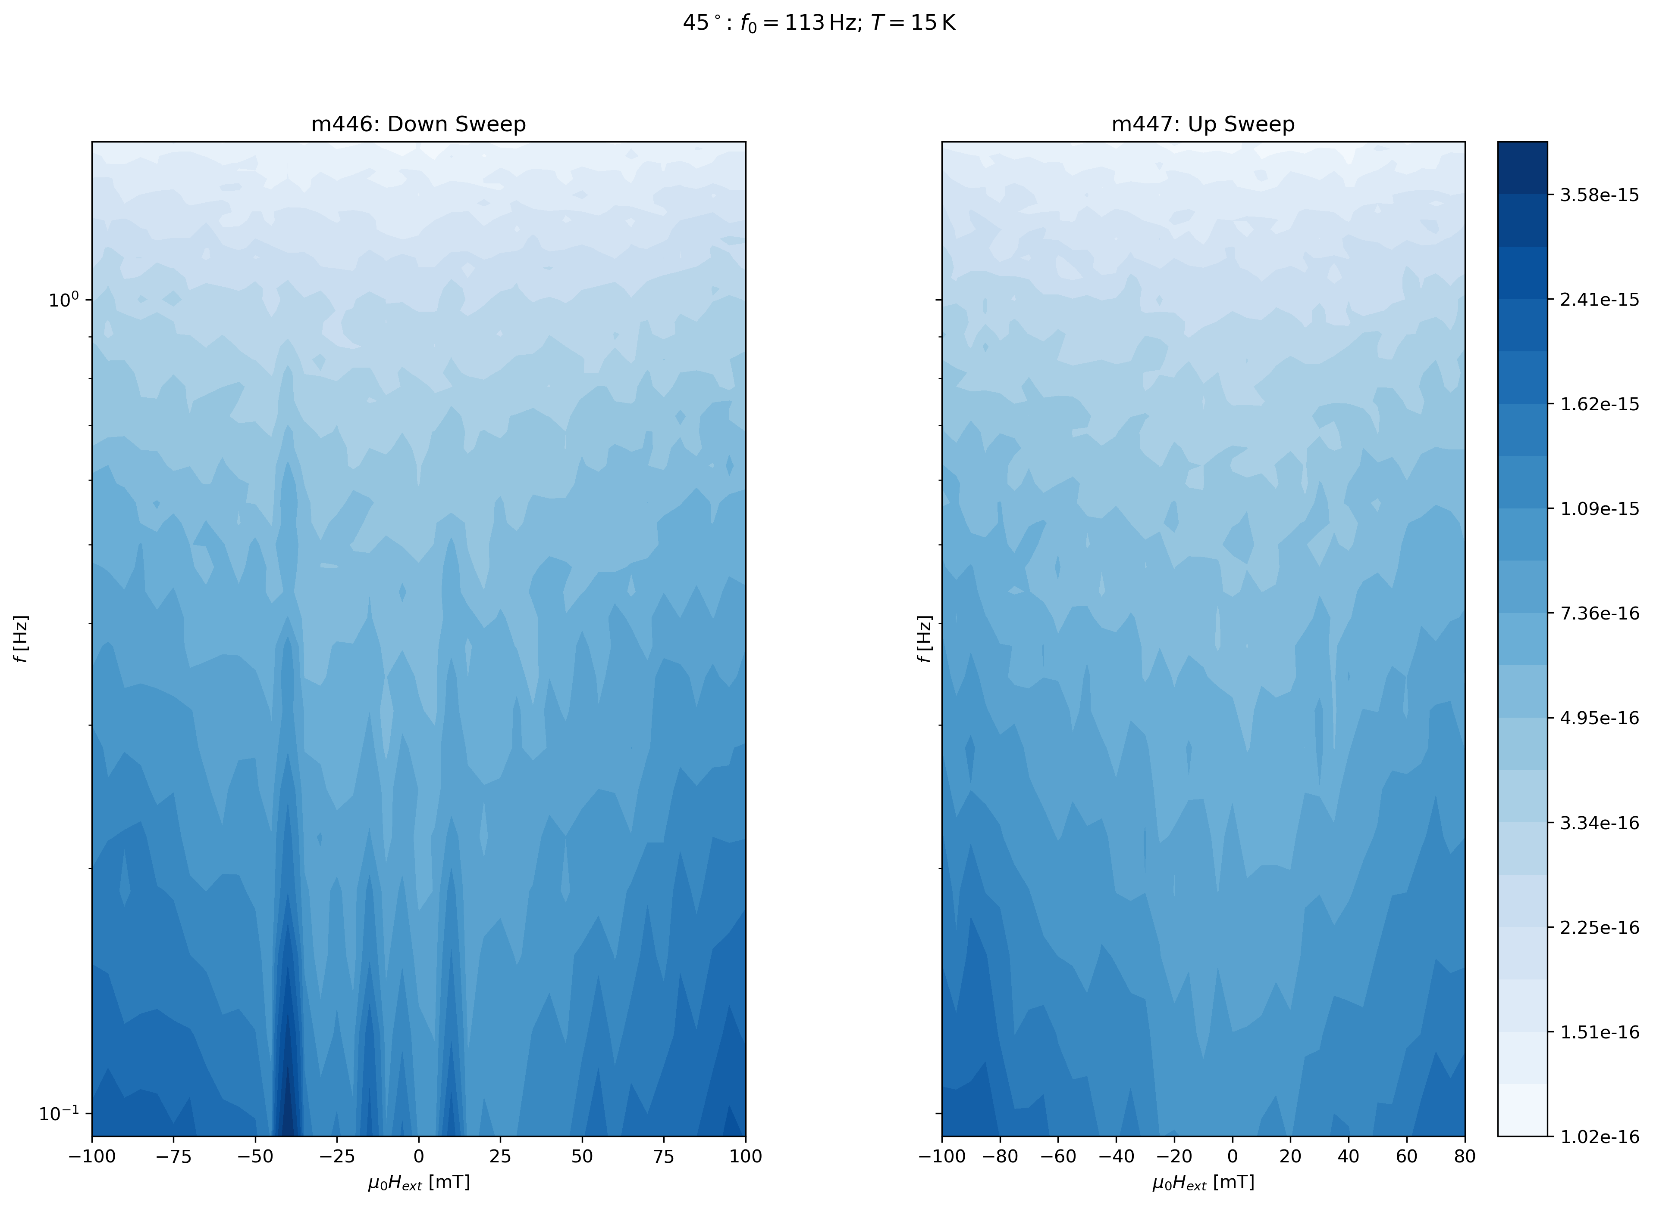 45°: f₀ = 113 Hz; T = 15 K
m446: Down Sweep
m447: Up Sweep
f [Hz]
10⁰
10⁻¹
−100 −75 −50 −25 0 25 50 75 100
μ₀Hₑₓₜ [mT]
f [Hz]
−100 −80 −60 −40 −20 0 20 40 60 80
μ₀Hₑₓₜ [mT]
3.58e-15
2.41e-15
1.62e-15
1.09e-15
7.36e-16
4.95e-16
3.34e-16
2.25e-16
1.51e-16
1.02e-16